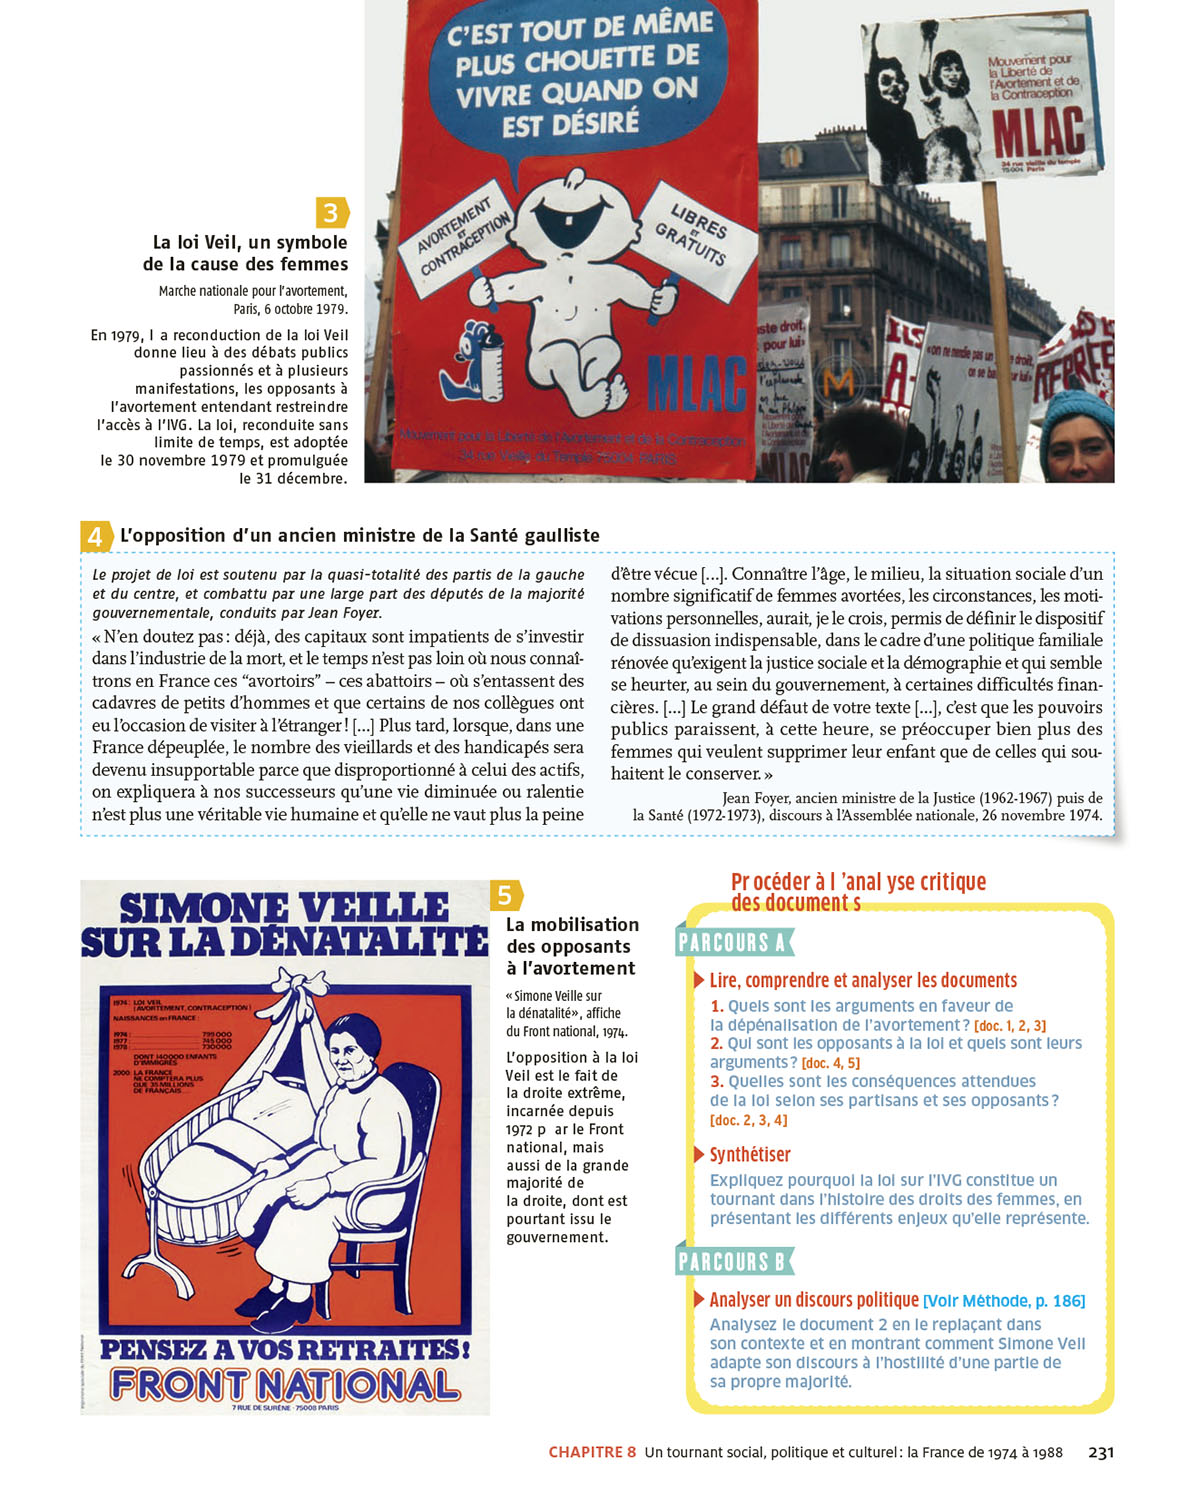 C'EST TOUT DE MÊME
PLUS CHOUETTE DE
VIVRE QUAND ON
EST DÉSIRÉ
AVORTEMENT
ET
CONTRACEPTION
LIBRES
ET
GRATUITS
MLAC
Mouvement pour la Liberté de l'Avortement et de la Contraception
34 rue Vieille du Temple 75004 PARIS
Mouvement pour
la Liberté de
l'Avortement et de
la Contraception
MLAC
34 rue vieille du temple
75004 Paris
droit,
pour lui»
MLAC
«on ne mendie pas un droit,
on se bat pour lui»
3
La loi Veil, un symbole
de la cause des femmes
Marche nationale pour l'avortement,
Paris, 6 octobre 1979.
En 1979, l a reconduction de la loi Veil
donne lieu à des débats publics
passionnés et à plusieurs
manifestations, les opposants à
l'avortement entendant restreindre
l'accès à l'IVG. La loi, reconduite sans
limite de temps, est adoptée
le 30 novembre 1979 et promulguée
le 31 décembre.
4 L'opposition d'un ancien ministre de la Santé gaulliste
Le projet de loi est soutenu par la quasi-totalité des partis de la gauche
et du centre, et combattu par une large part des députés de la majorité
gouvernementale, conduits par Jean Foyer.
« N'en doutez pas : déjà, des capitaux sont impatients de s'investir
dans l'industrie de la mort, et le temps n'est pas loin où nous connaî-
trons en France ces “avortoirs” – ces abattoirs – où s'entassent des
cadavres de petits d'hommes et que certains de nos collègues ont
eu l'occasion de visiter à l'étranger ! [...] Plus tard, lorsque, dans une
France dépeuplée, le nombre des vieillards et des handicapés sera
devenu insupportable parce que disproportionné à celui des actifs,
on expliquera à nos successeurs qu'une vie diminuée ou ralentie
n'est plus une véritable vie humaine et qu'elle ne vaut plus la peine
d'être vécue [...]. Connaître l'âge, le milieu, la situation sociale d'un
nombre significatif de femmes avortées, les circonstances, les moti-
vations personnelles, aurait, je le crois, permis de définir le dispositif
de dissuasion indispensable, dans le cadre d'une politique familiale
rénovée qu'exigent la justice sociale et la démographie et qui semble
se heurter, au sein du gouvernement, à certaines difficultés finan-
cières. [...] Le grand défaut de votre texte [...], c'est que les pouvoirs
publics paraissent, à cette heure, se préoccuper bien plus des
femmes qui veulent supprimer leur enfant que de celles qui sou-
haitent le conserver. »
Jean Foyer, ancien ministre de la Justice (1962-1967) puis de
la Santé (1972-1973), discours à l'Assemblée nationale, 26 novembre 1974.
SIMONE VEILLE
SUR LA DÉNATALITÉ
1974: LOI VEIL
(AVORTEMENT, CONTRACEPTION)
NAISSANCES en FRANCE :
1974 : 799 000
1977 : 745 000
1978 : 730000
DONT 140000 ENFANTS
D'IMMIGRÉS
2000: LA FRANCE
NE COMPTERA PLUS
QUE 35 MILLIONS
DE FRANÇAIS
PENSEZ A VOS RETRAITES !
FRONT NATIONAL
7 RUE DE SURÈNE - 75008 PARIS
5
La mobilisation
des opposants
à l'avortement
« Simone Veille sur
la dénatalité», affiche
du Front national, 1974.
L'opposition à la loi
Veil est le fait de
la droite extrême,
incarnée depuis
1972 p ar le Front
national, mais
aussi de la grande
majorité de
la droite, dont est
pourtant issu le
gouvernement.
Pr océder à l 'anal yse critique
des document s
PARCOURS A
Lire, comprendre et analyser les documents
1. Quels sont les arguments en faveur de
la dépénalisation de l'avortement ? [doc. 1, 2, 3]
2. Qui sont les opposants à la loi et quels sont leurs
arguments ? [doc. 4, 5]
3. Quelles sont les conséquences attendues
de la loi selon ses partisans et ses opposants ?
[doc. 2, 3, 4]
Synthétiser
Expliquez pourquoi la loi sur l'IVG constitue un
tournant dans l'histoire des droits des femmes, en
présentant les différents enjeux qu'elle représente.
PARCOURS B
Analyser un discours politique [Voir Méthode, p. 186]
Analysez le document 2 en le replaçant dans
son contexte et en montrant comment Simone Veil
adapte son discours à l'hostilité d'une partie de
sa propre majorité.
CHAPITRE 8 Un tournant social, politique et culturel : la France de 1974 à 1988 231